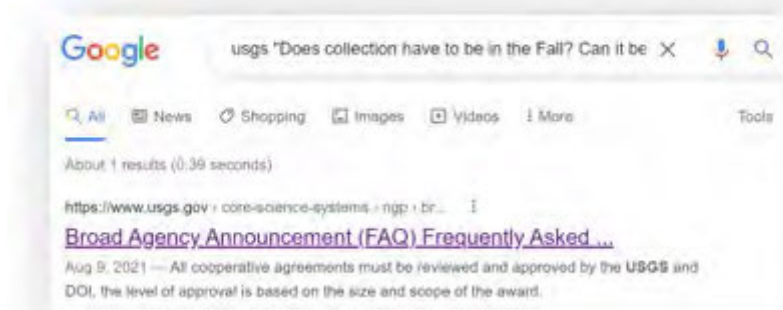 Google
usgs "Does collection have to be in the Fall? Can it be
All News Shopping Images Videos More Tools
About 1 results (0.39 seconds)
https://www.usgs.gov › core-science-systems › ngp › br...
Broad Agency Announcement (FAQ) Frequently Asked ...
Aug 9, 2021 — All cooperative agreements must be reviewed and approved by the USGS and
DOI, the level of approval is based on the size and scope of the award.